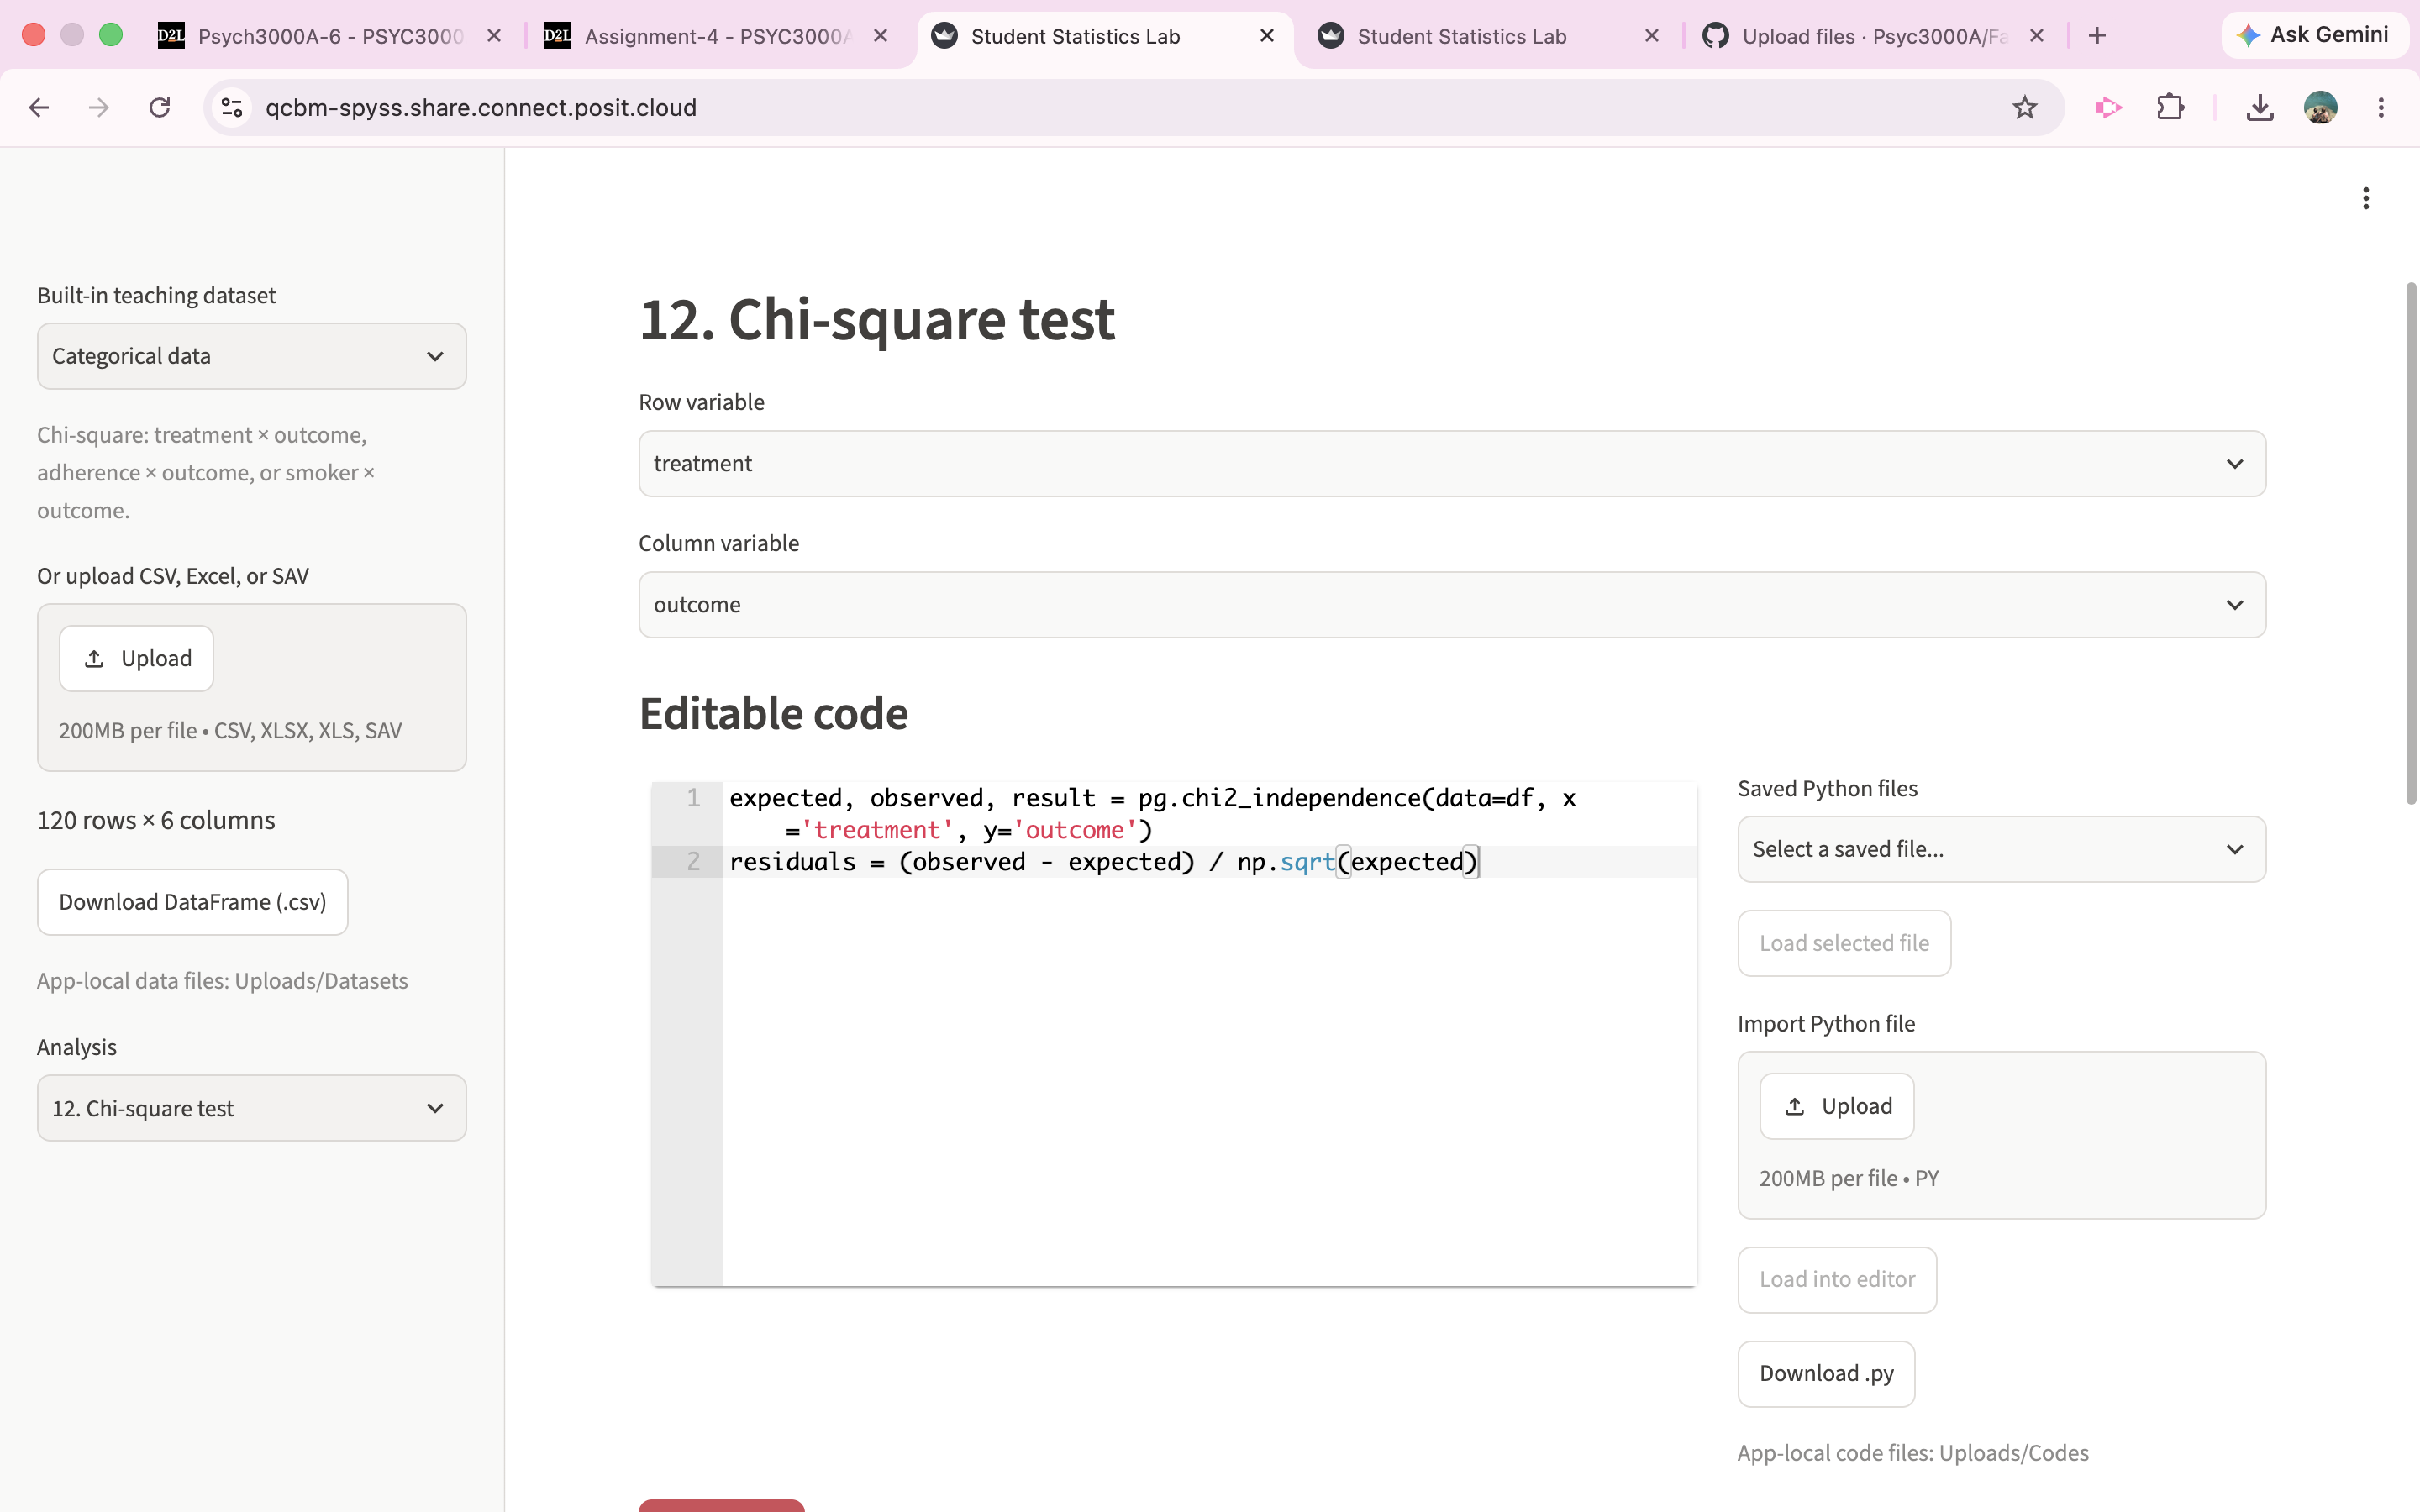 Psych3000A-6 - PSYC3000
Assignment-4 - PSYC3000A
Student Statistics Lab
Student Statistics Lab
Upload files · Psyc3000A/Fa
Ask Gemini
qcbm-spyss.share.connect.posit.cloud
Built-in teaching dataset
Categorical data
Chi-square: treatment × outcome,
adherence × outcome, or smoker ×
outcome.
Or upload CSV, Excel, or SAV
Upload
200MB per file • CSV, XLSX, XLS, SAV
120 rows × 6 columns
Download DataFrame (.csv)
App-local data files: Uploads/Datasets
Analysis
12. Chi-square test
12. Chi-square test
Row variable
treatment
Column variable
outcome
Editable code
1 expected, observed, result = pg.chi2_independence(data=df, x
='treatment', y='outcome')
2 residuals = (observed - expected) / np.sqrt(expected)
Saved Python files
Select a saved file...
Load selected file
Import Python file
Upload
200MB per file • PY
Load into editor
Download .py
App-local code files: Uploads/Codes